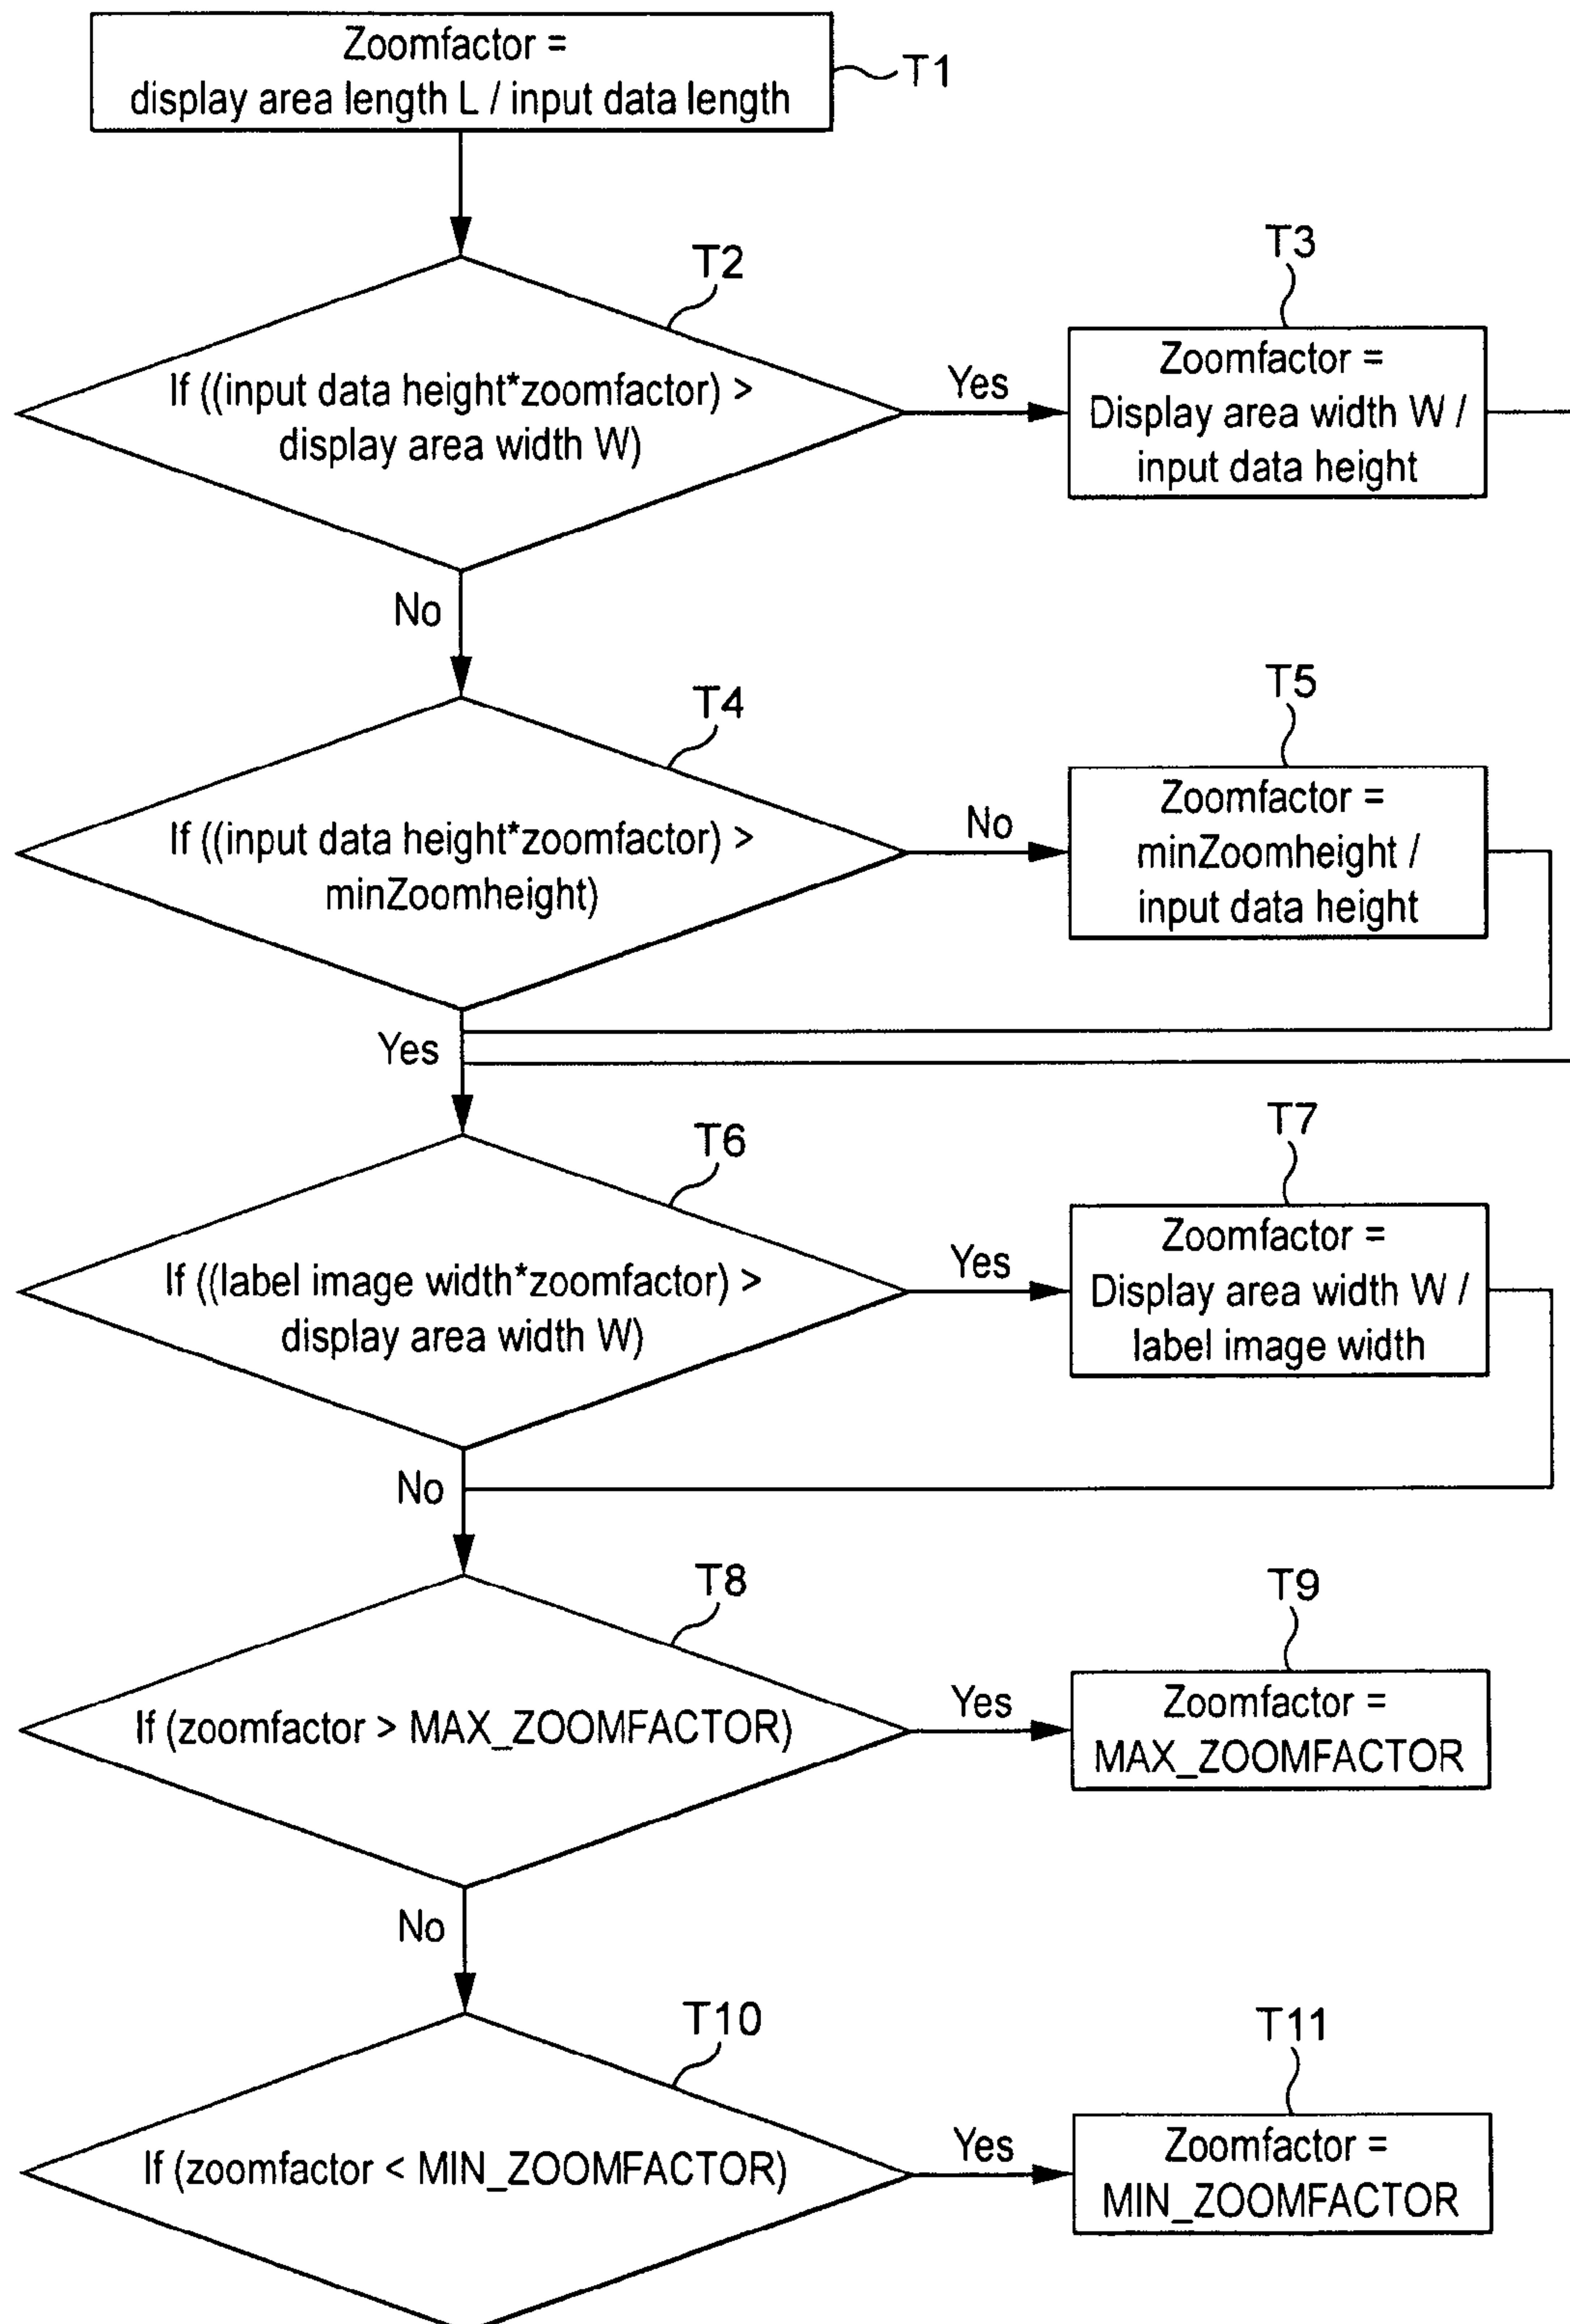 Zoomfactor =
display area length L / input data length
T1
T2
If ((input data height*zoomfactor) >
display area width W)
Yes
T3
Zoomfactor =
Display area width W /
input data height
No
T4
If ((input data height*zoomfactor) >
minZoomheight)
No
T5
Zoomfactor =
minZoomheight /
input data height
Yes
T6
If ((label image width*zoomfactor) >
display area width W)
Yes
T7
Zoomfactor =
Display area width W /
label image width
No
T8
If (zoomfactor > MAX_ZOOMFACTOR)
Yes
T9
Zoomfactor =
MAX_ZOOMFACTOR
No
T10
If (zoomfactor < MIN_ZOOMFACTOR)
Yes
T11
Zoomfactor =
MIN_ZOOMFACTOR